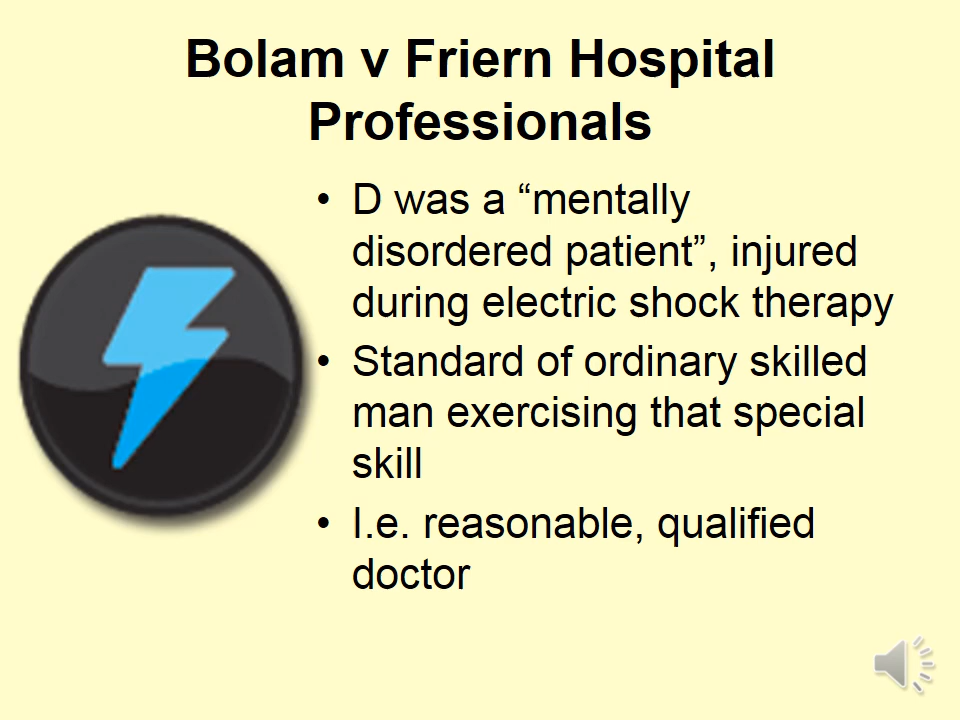 Bolam v Friern Hospital
Professionals
• D was a “mentally
disordered patient”, injured
during electric shock therapy
• Standard of ordinary skilled
man exercising that special
skill
• I.e. reasonable, qualified
doctor